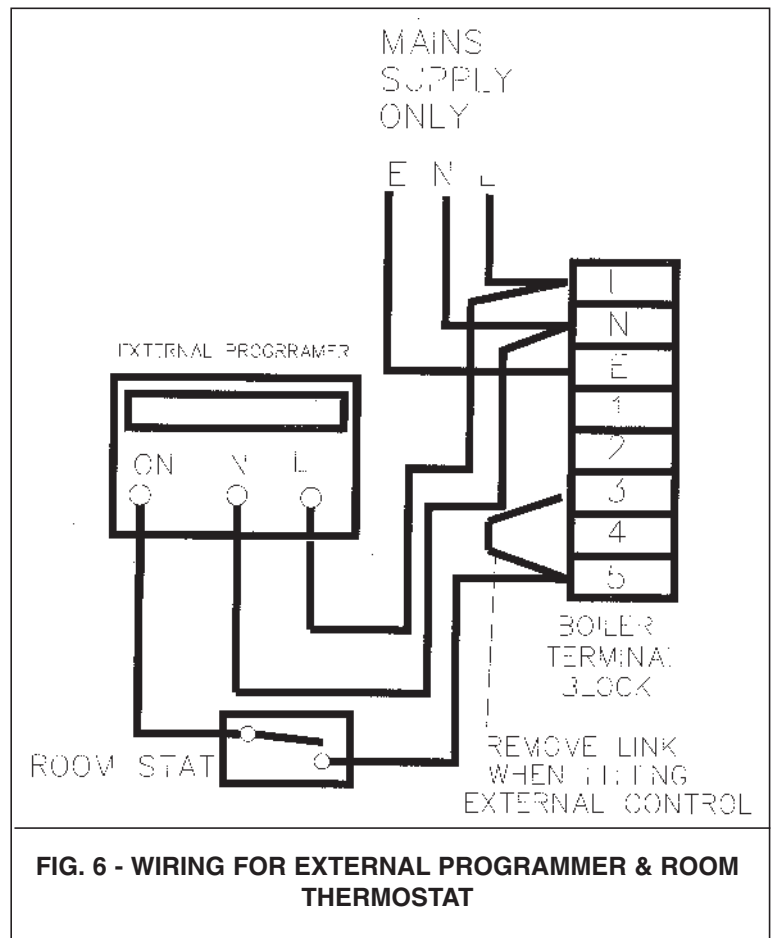 MAINS
SUPPLY
ONLY
E N L
L
N
E
1
2
3
4
5
EXTERNAL PROGRRAMER
ON N L
BOILER
TERMINAL
BLOCK
ROOM STAT
REMOVE LINK
WHEN FITTING
EXTERNAL CONTROL
FIG. 6 - WIRING FOR EXTERNAL PROGRAMMER & ROOM
THERMOSTAT